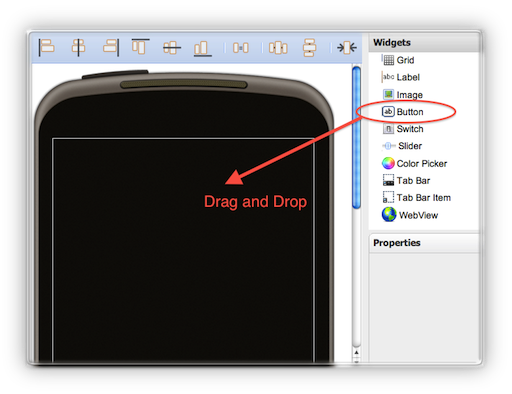 Widgets
Grid
abc Label
Image
ab Button
Switch
Slider
Color Picker
Tab Bar
a.. Tab Bar Item
WebView
Drag and Drop
Properties